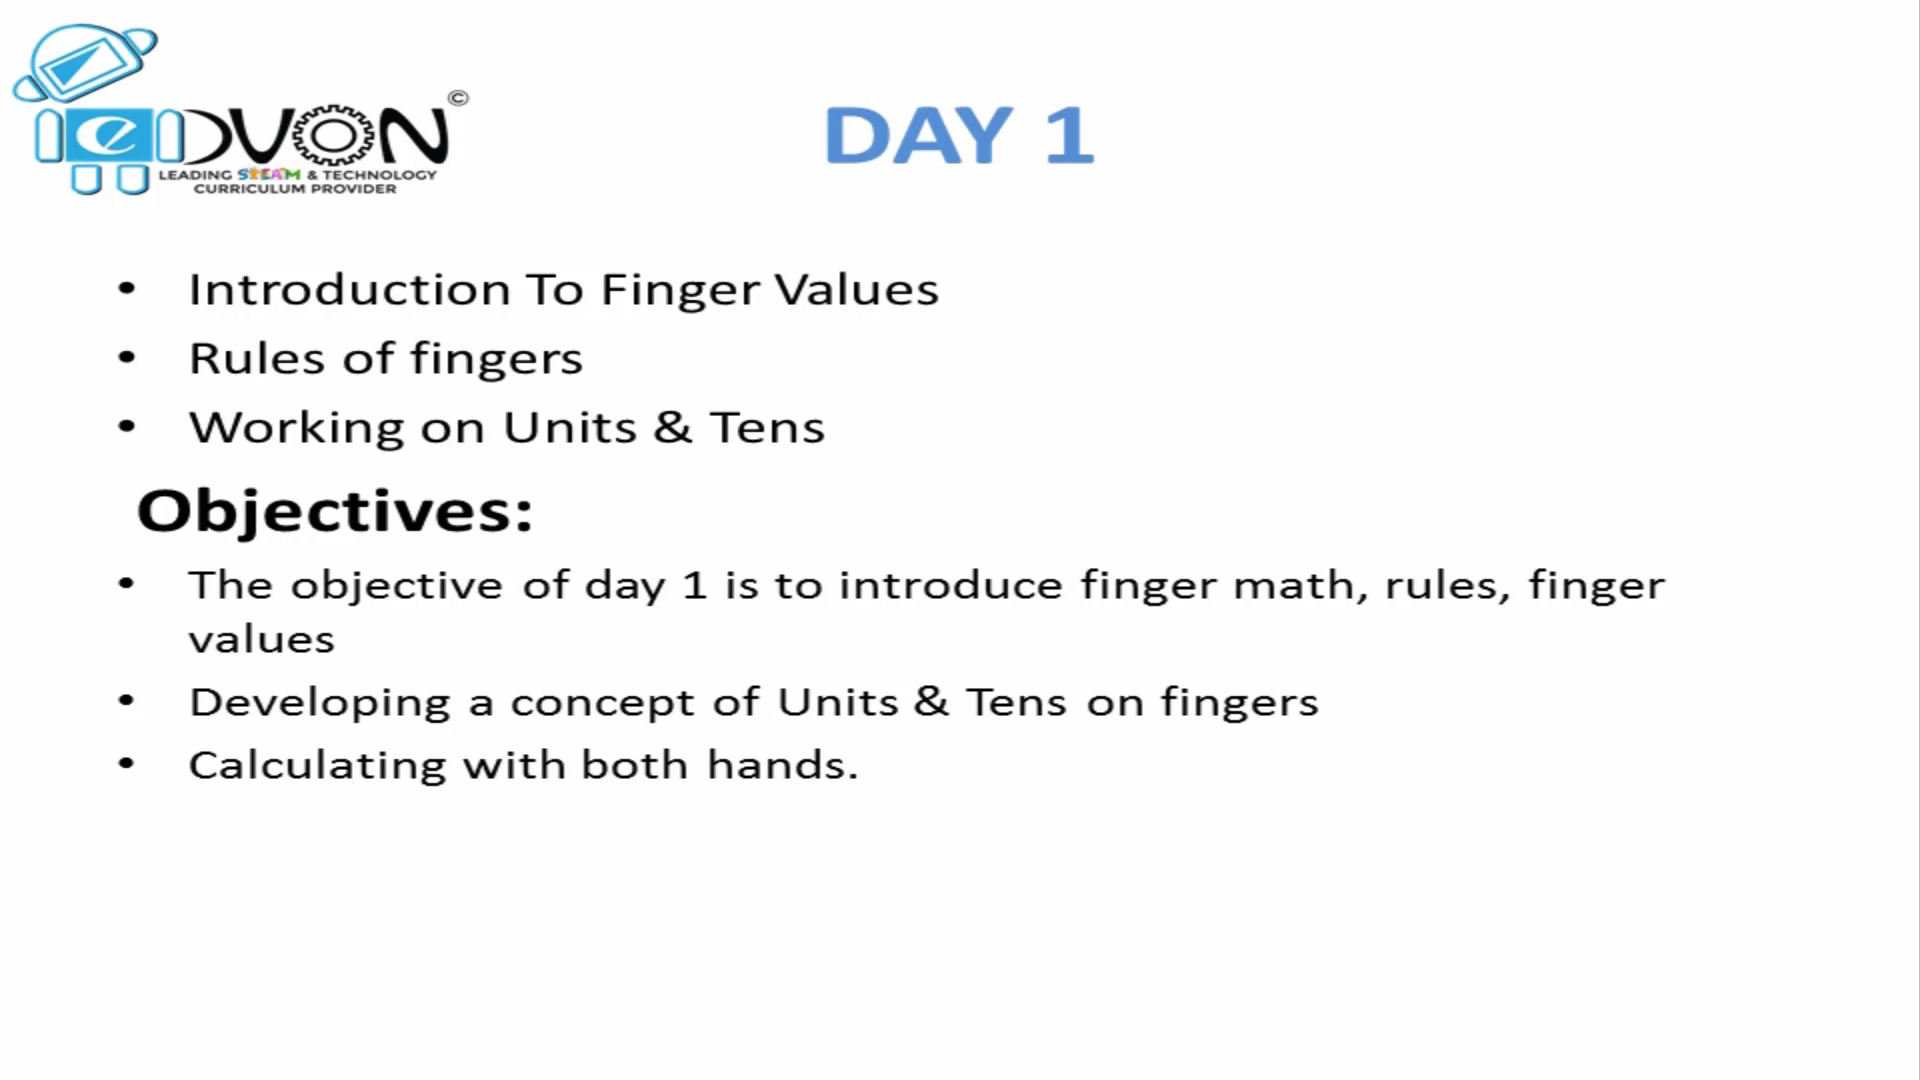 eDVON©
LEADING STEAM & TECHNOLOGY
CURRICULUM PROVIDER
DAY 1
• Introduction To Finger Values
• Rules of fingers
• Working on Units & Tens
Objectives:
• The objective of day 1 is to introduce finger math, rules, finger
values
• Developing a concept of Units & Tens on fingers
• Calculating with both hands.